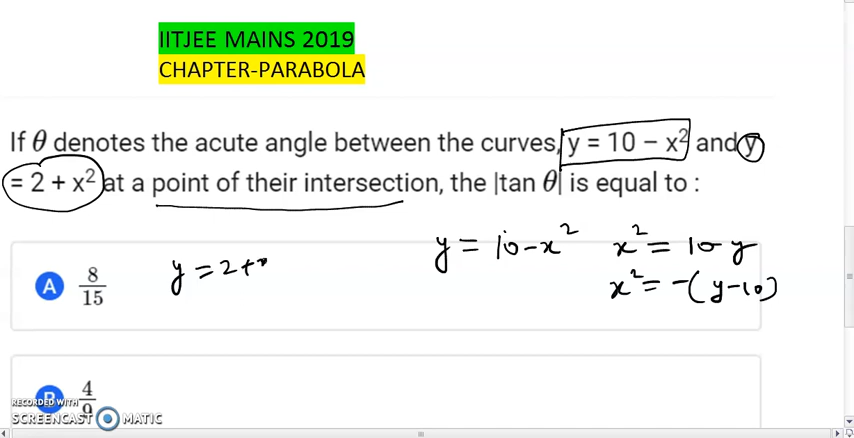 IITJEE MAINS 2019
CHAPTER-PARABOLA
If θ denotes the acute angle between the curves, y = 10 − x² and y
= 2 + x² at a point of their intersection, the |tan θ| is equal to :
y = 10 - x² x² = 10 y
A 8/15 y = 2 + x² = -(y-10)
B 4/9
RECORDED WITH
SCREENCAST MATIC